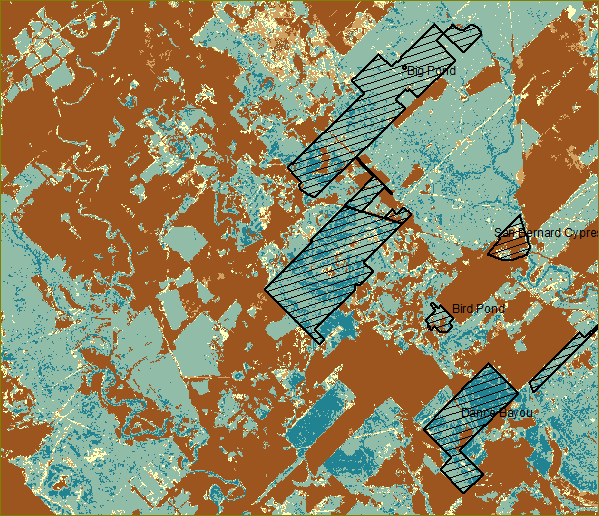 Big Pond
San Bernard Cypres
Bird Pond
Dance Bayou